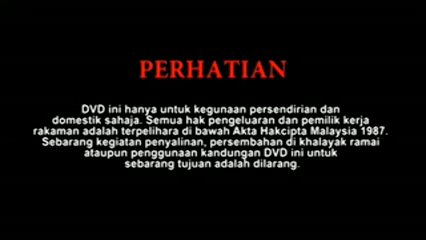 PERHATIAN
DVD ini hanya untuk kegunaan persendirian dan
domestik sahaja. Semua hak pengeluaran dan pemilik kerja
rakaman adalah terpelihara di bawah Akta Hakcipta Malaysia 1987.
Sebarang kegiatan penyalinan, persembahan di khalayak ramai
ataupun penggunaan kandungan DVD ini untuk
sebarang tujuan adalah dilarang.